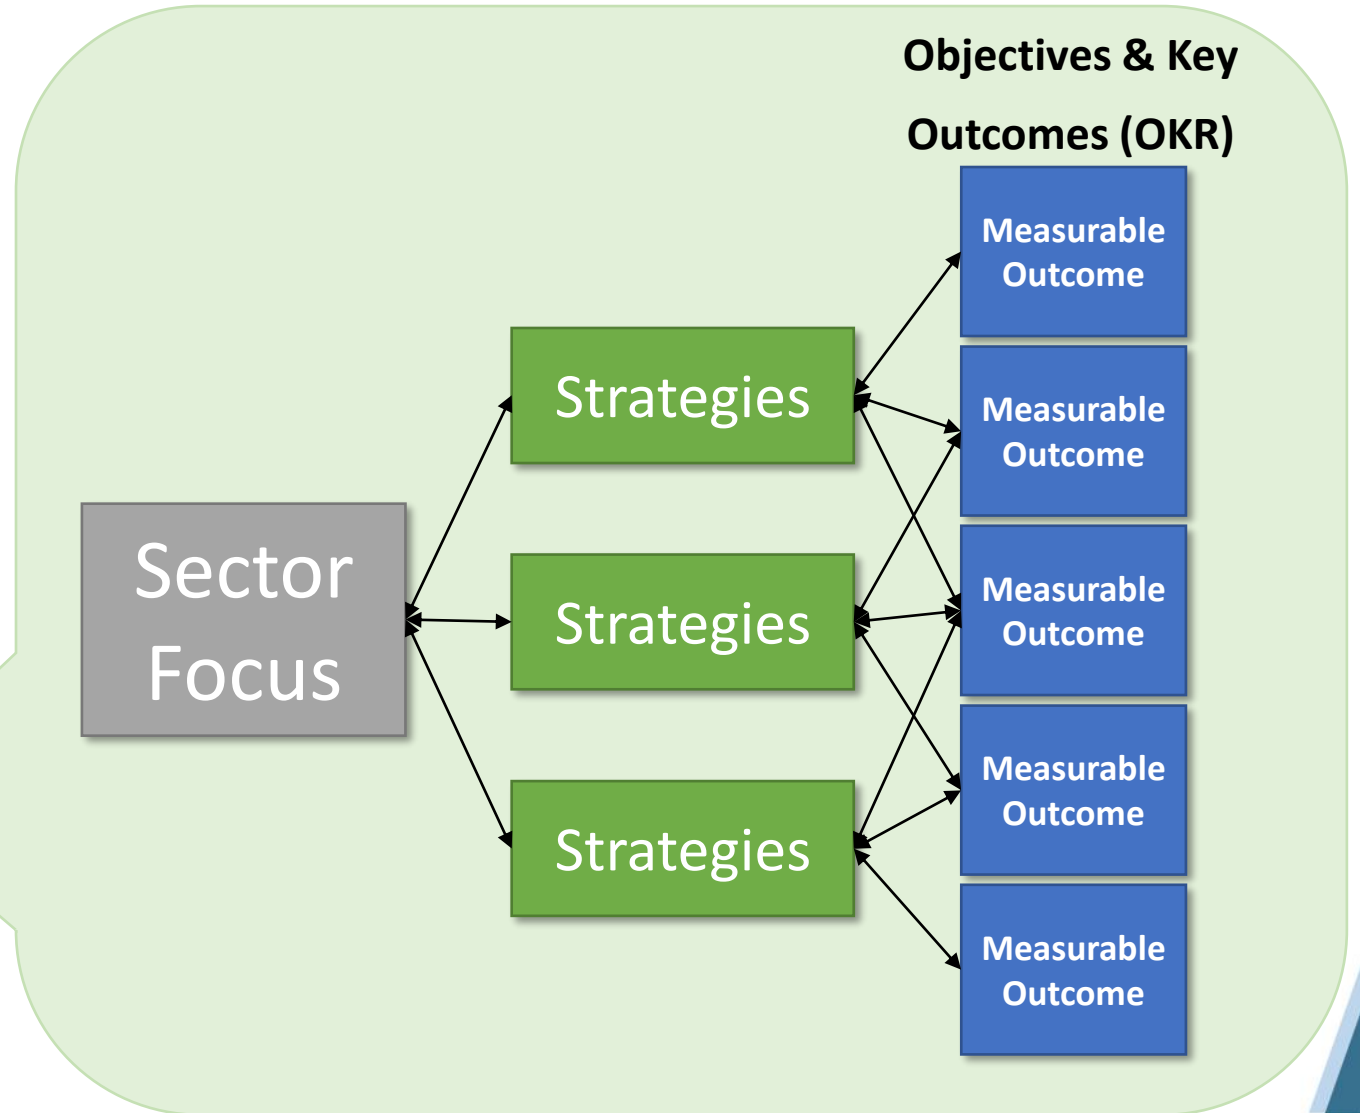 Objectives & Key
Outcomes (OKR)
Sector
Focus
Strategies
Strategies
Strategies
Measurable
Outcome
Measurable
Outcome
Measurable
Outcome
Measurable
Outcome
Measurable
Outcome